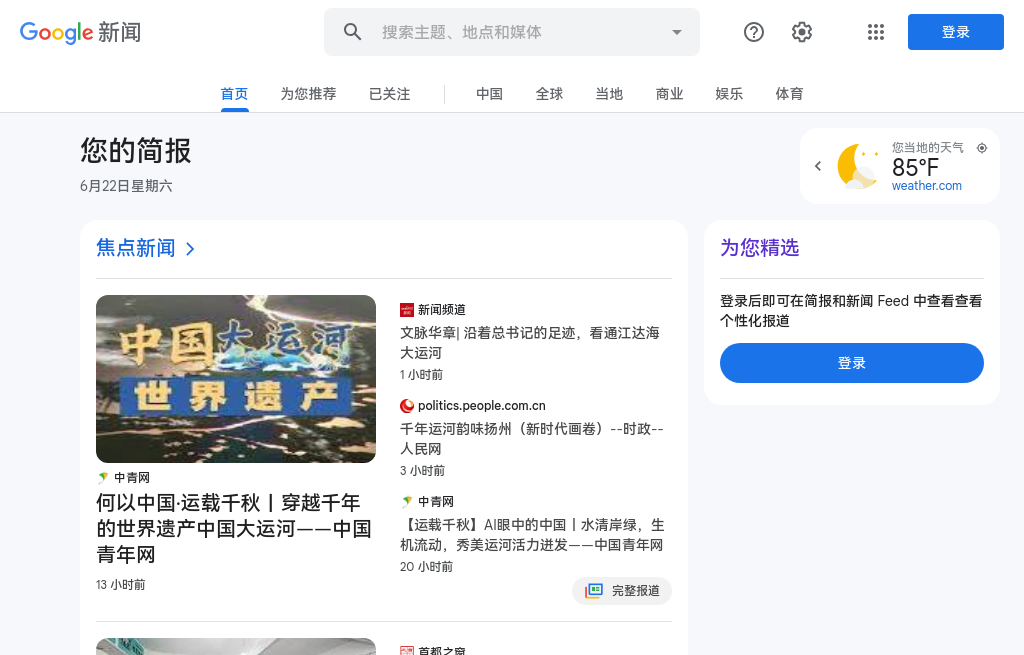 Google 新闻
搜索主题、地点和媒体
登录
首页
为您推荐
已关注
中国
全球
当地
商业
娱乐
体育
您的简报
6月22日星期六
您当地的天气
85°F
weather.com
焦点新闻
中国大运河
世界遗产
中青网
何以中国·运载千秋丨穿越千年
的世界遗产中国大运河——中国
青年网
13 小时前
新闻频道
文脉华章| 沿着总书记的足迹，看通江达海
大运河
1 小时前
politics.people.com.cn
千年运河韵味扬州（新时代画卷）--时政--
人民网
3 小时前
中青网
【运载千秋】AI眼中的中国丨水清岸绿，生
机流动，秀美运河活力迸发——中国青年网
20 小时前
完整报道
首都之窗
为您精选
登录后即可在简报和新闻 Feed 中查看查看
个性化报道
登录